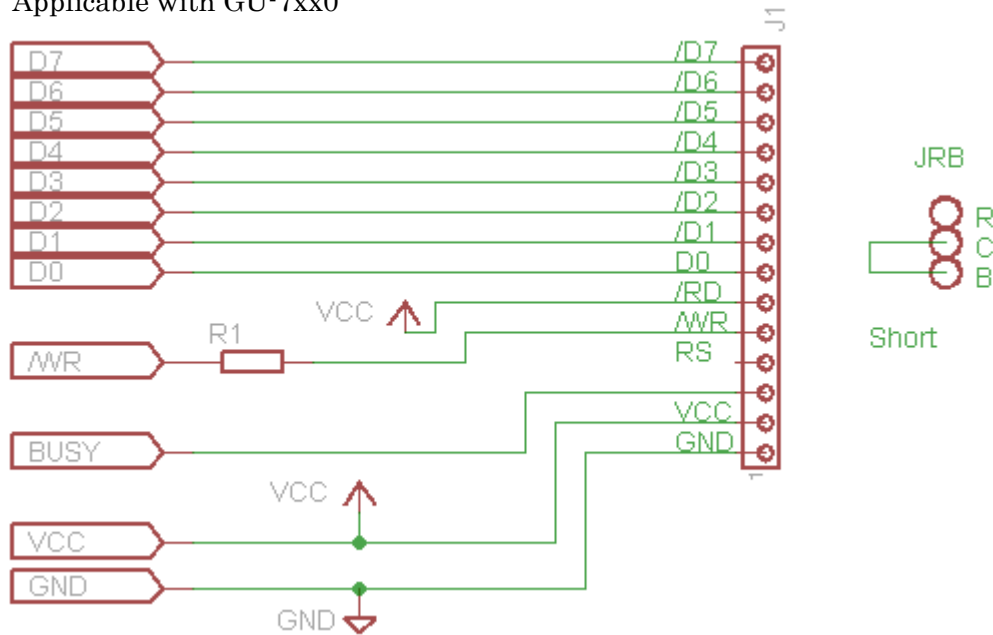 Applicable with GU-7xx0
J1
D7 /D7
D6 /D6
D5 /D5
D4 /D4
D3 /D3
D2 /D2
D1 /D1
D0 D0
JRB
R
C
B
VCC /RD
R1
/WR /WR
RS
Short
VCC
BUSY GND
1
VCC
VCC
GND
GND